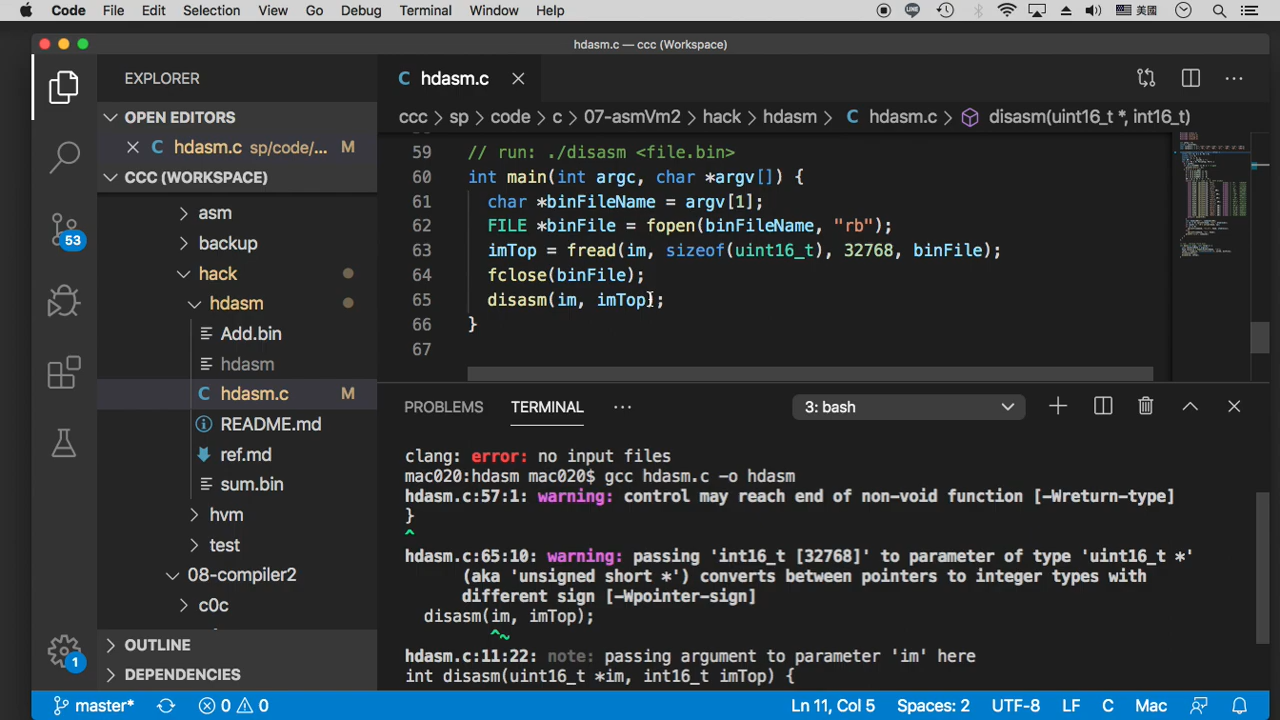 Code File Edit Selection View Go Debug Terminal Window Help 美國
hdasm.c — ccc (Workspace)
EXPLORER
OPEN EDITORS
hdasm.c sp/code/... M
CCC (WORKSPACE)
asm
backup
hack
hdasm
Add.bin
hdasm
hdasm.c M
README.md
ref.md
sum.bin
hvm
test
08-compiler2
c0c
OUTLINE
DEPENDENCIES
53
1
C hdasm.c
ccc > sp > code > c > 07-asmVm2 > hack > hdasm > C hdasm.c > disasm(uint16_t *, int16_t)
59 // run: ./disasm <file.bin>
60 int main(int argc, char *argv[]) {
61 char *binFileName = argv[1];
62 FILE *binFile = fopen(binFileName, "rb");
63 imTop = fread(im, sizeof(uint16_t), 32768, binFile);
64 fclose(binFile);
65 disasm(im, imTop);
66 }
67
PROBLEMS TERMINAL ... 3: bash
clang: error: no input files
mac020:hdasm mac020$ gcc hdasm.c -o hdasm
hdasm.c:57:1: warning: control may reach end of non-void function [-Wreturn-type]
}
^
hdasm.c:65:10: warning: passing 'int16_t [32768]' to parameter of type 'uint16_t *'
(aka 'unsigned short *') converts between pointers to integer types with
different sign [-Wpointer-sign]
disasm(im, imTop);
^~
hdasm.c:11:22: note: passing argument to parameter 'im' here
int disasm(uint16_t *im, int16_t imTop) {
master* 0 0 Ln 11, Col 5 Spaces: 2 UTF-8 LF C Mac